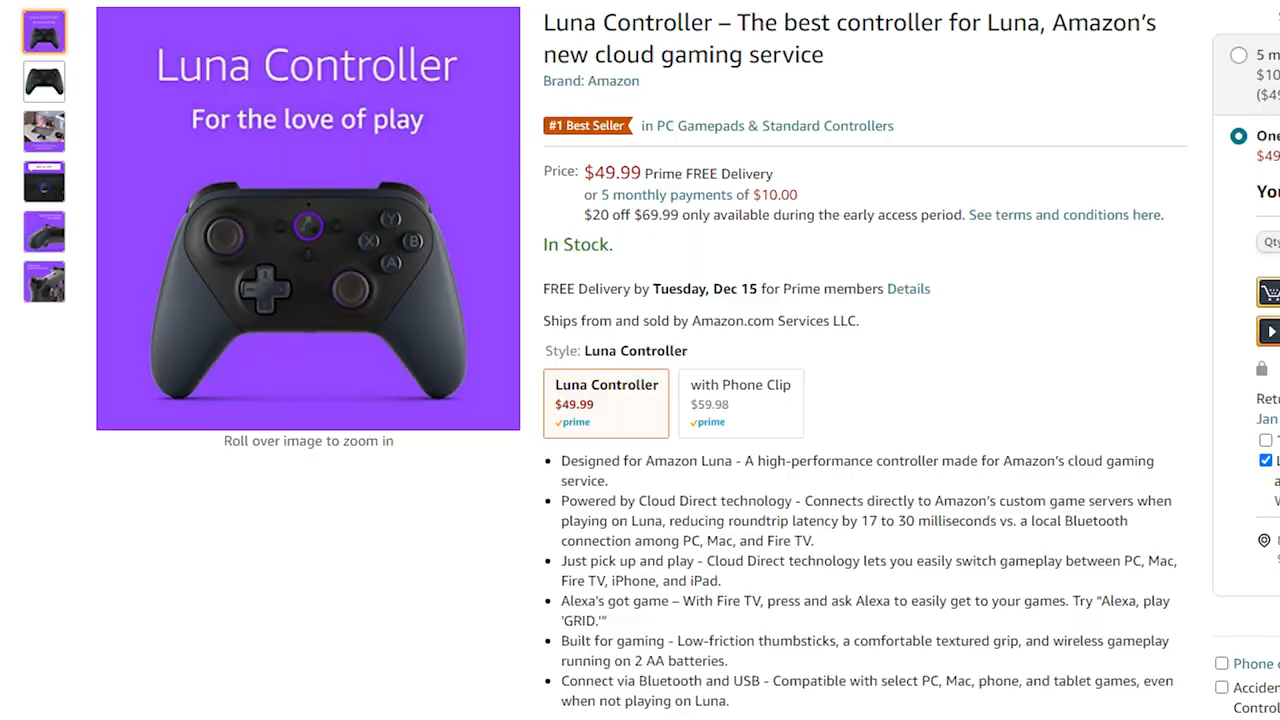 Luna Controller
For the love of play
Y
X
B
A
Roll over image to zoom in
Luna Controller – The best controller for Luna, Amazon’s
new cloud gaming service
Brand: Amazon
#1 Best Seller in PC Gamepads & Standard Controllers
Price: $49.99 Prime FREE Delivery
or 5 monthly payments of $10.00
$20 off $69.99 only available during the early access period. See terms and conditions here.
In Stock.
FREE Delivery by Tuesday, Dec 15 for Prime members Details
Ships from and sold by Amazon.com Services LLC.
Style: Luna Controller
Luna Controller
$49.99
prime
with Phone Clip
$59.98
prime
• Designed for Amazon Luna - A high-performance controller made for Amazon’s cloud gaming
service.
• Powered by Cloud Direct technology - Connects directly to Amazon’s custom game servers when
playing on Luna, reducing roundtrip latency by 17 to 30 milliseconds vs. a local Bluetooth
connection among PC, Mac, and Fire TV.
• Just pick up and play - Cloud Direct technology lets you easily switch gameplay between PC, Mac,
Fire TV, iPhone, and iPad.
• Alexa's got game – With Fire TV, press and ask Alexa to easily get to your games. Try “Alexa, play
'GRID.'”
• Built for gaming - Low-friction thumbsticks, a comfortable textured grip, and wireless gameplay
running on 2 AA batteries.
• Connect via Bluetooth and USB - Compatible with select PC, Mac, phone, and tablet games, even
when not playing on Luna.
5 m
$10
($49
One
$49
You
Qty
Retu
Jan
Phone
Acciden
Control